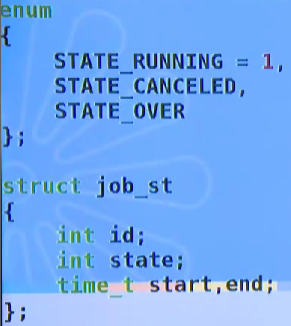 enum
{
    STATE_RUNNING = 1,
    STATE_CANCELED,
    STATE_OVER
};

struct job_st
{
    int id;
    int state;
    time_t start,end;
};